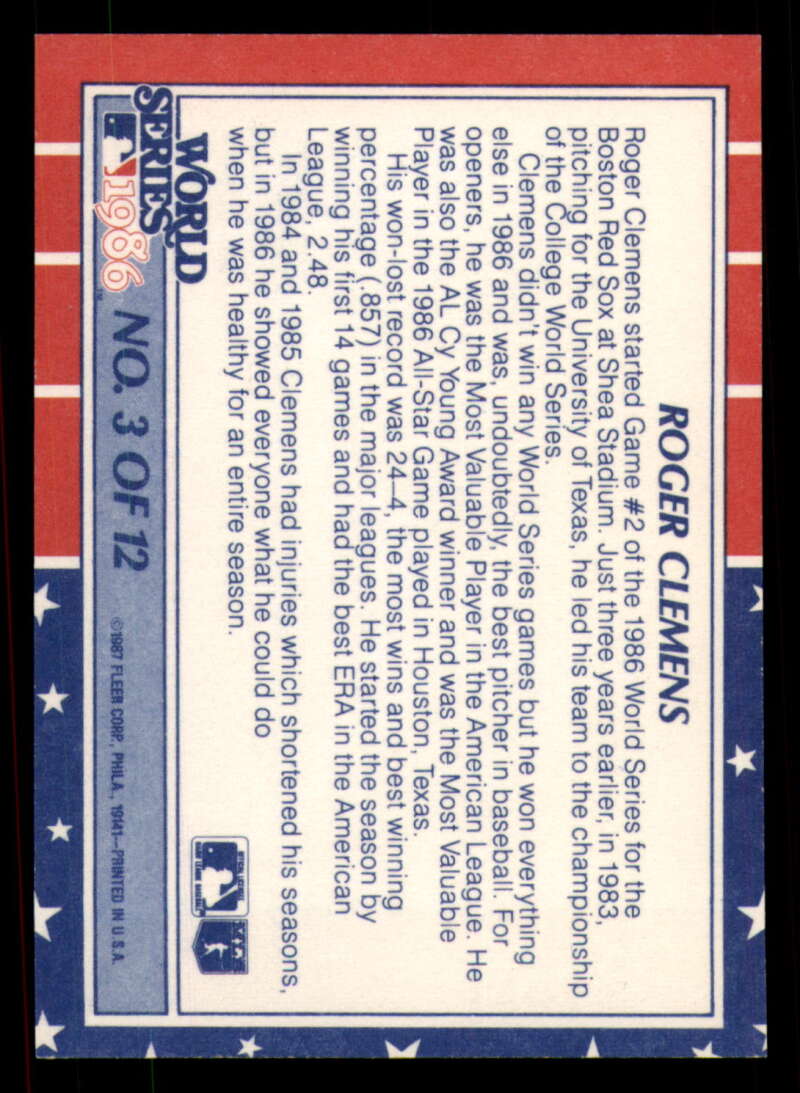 ROGER CLEMENS
Roger Clemens started Game #2 of the 1986 World Series for the
Boston Red Sox at Shea Stadium. Just three years earlier, in 1983,
pitching for the University of Texas, he led his team to the championship
of the College World Series.
Clemens didn't win any World Series games but he won everything
else in 1986 and was, undoubtedly, the best pitcher in baseball. For
openers, he was the Most Valuable Player in the American League. He
was also the AL Cy Young Award winner and was the Most Valuable
Player in the 1986 All-Star Game played in Houston, Texas.
His won-lost record was 24–4, the most wins and best winning
percentage (.857) in the major leagues. He started the season by
winning his first 14 games and had the best ERA in the American
League, 2.48.
In 1984 and 1985 Clemens had injuries which shortened his seasons,
but in 1986 he showed everyone what he could do
when he was healthy for an entire season.
WORLD
SERIES
1986
NO. 3 OF 12
©1987 FLEER CORP., PHILA., 19141—PRINTED IN U.S.A.